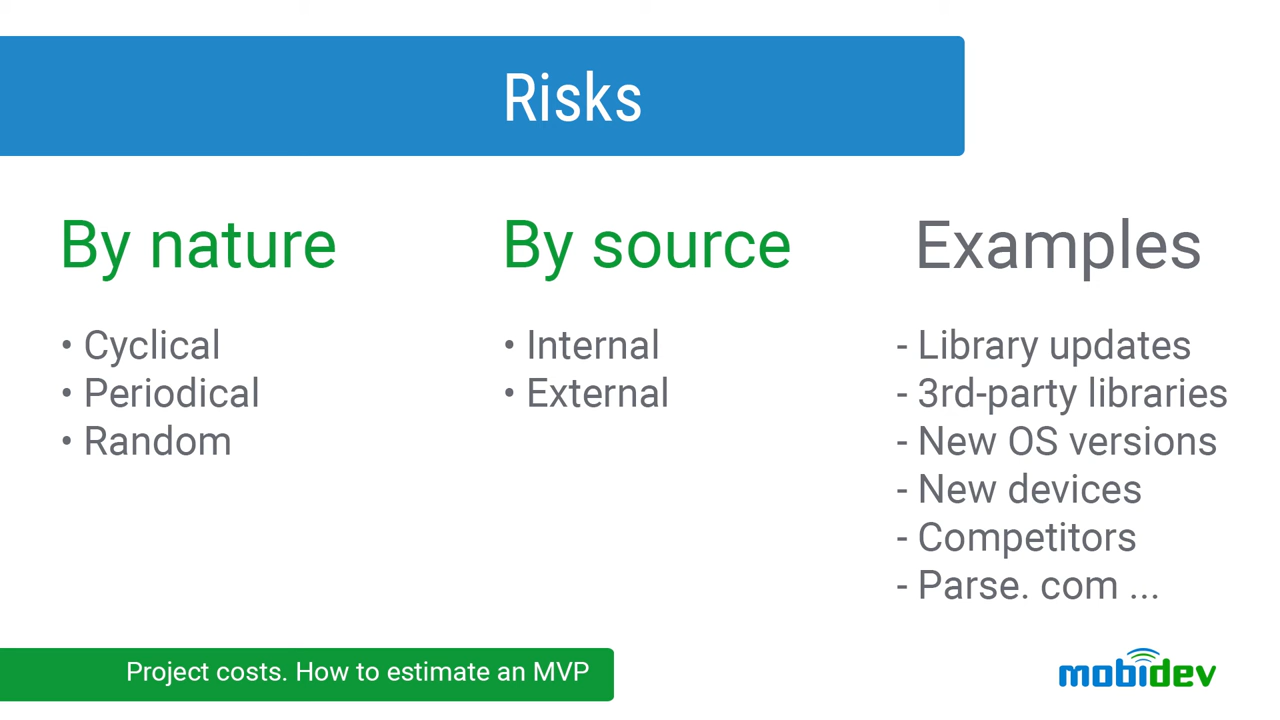 Risks
By nature
• Cyclical
• Periodical
• Random
By source
• Internal
• External
Examples
- Library updates
- 3rd-party libraries
- New OS versions
- New devices
- Competitors
- Parse. com ...
Project costs. How to estimate an MVP
mobidev